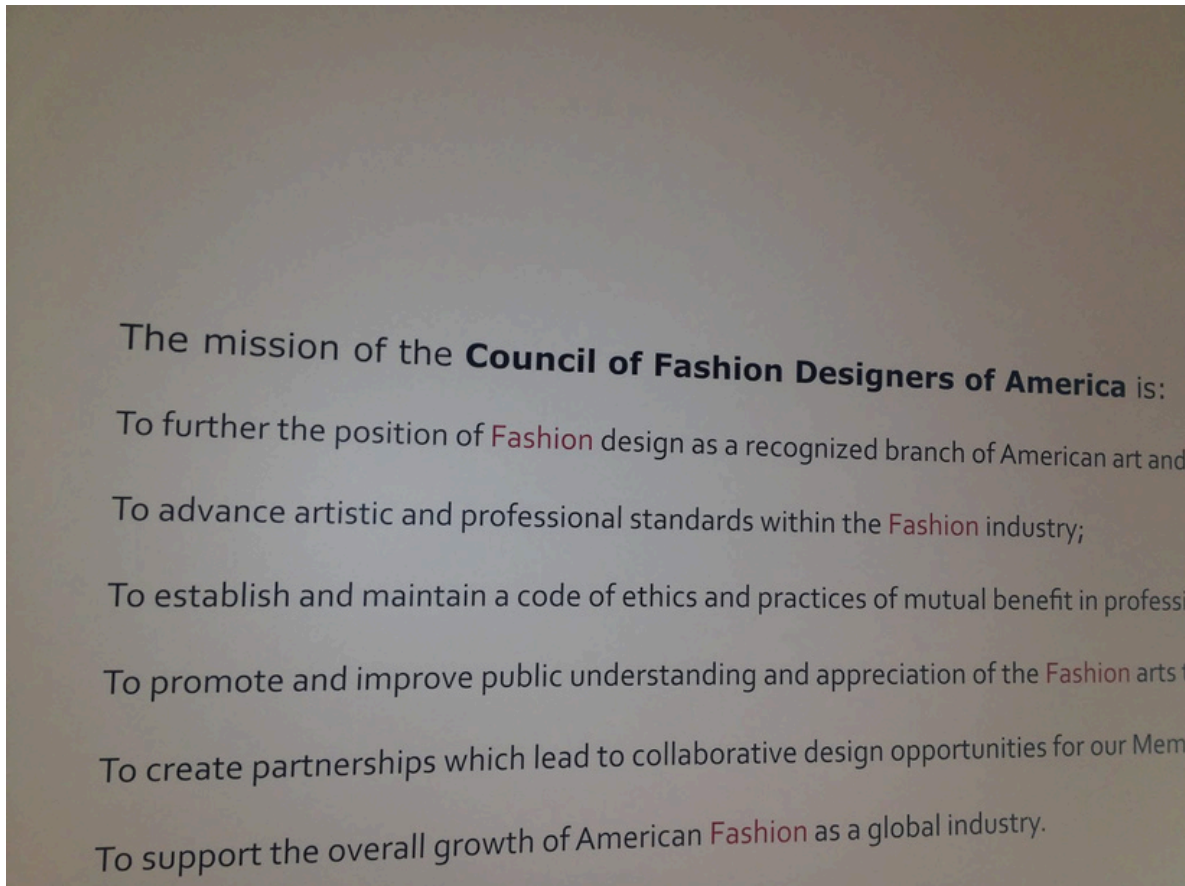 The mission of the Council of Fashion Designers of America is:
To further the position of Fashion design as a recognized branch of American art and
To advance artistic and professional standards within the Fashion industry;
To establish and maintain a code of ethics and practices of mutual benefit in
To promote and improve public understanding and appreciation of the Fashion arts
To create partnerships which lead to collaborative design opportunities for our
To support the overall growth of American Fashion as a global industry.